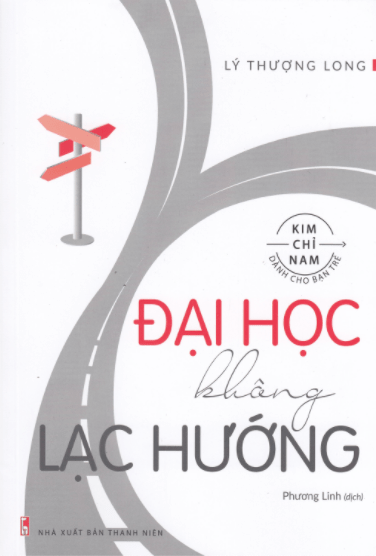 LÝ THƯỢNG LONG
KIM
CHỈ
NAM
DÀNH CHO BẠN TRẺ
ĐẠI HỌC
không
LẠC HƯỚNG
Phương Linh (dịch)
NHÀ XUẤT BẢN THANH NIÊN